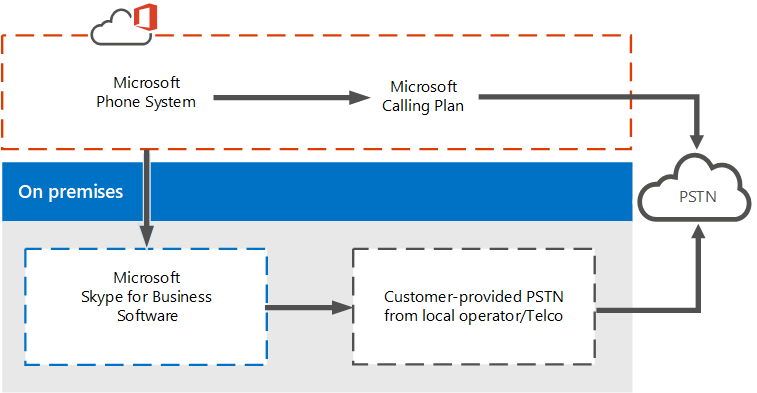 Microsoft
Phone System
Microsoft
Calling Plan
PSTN
On premises
Microsoft
Skype for Business
Software
Customer-provided PSTN
from local operator/Telco